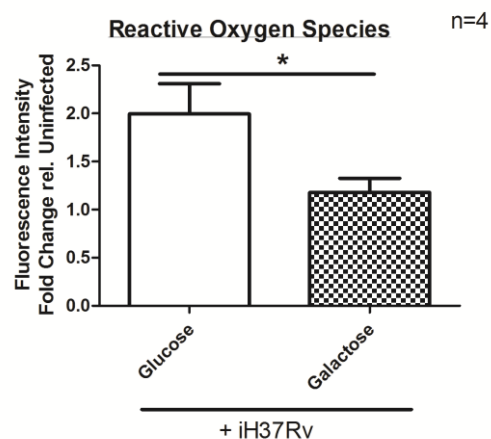 Reactive Oxygen Species
n=4
*
Fluorescence Intensity
Fold Change rel. Uninfected
2.5
2.0
1.5
1.0
0.5
0.0
Glucose
Galactose
+ iH37Rv